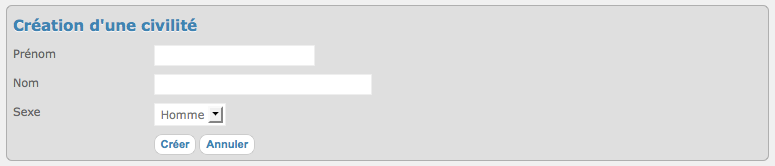 Création d'une civilité
Prénom
Nom
Sexe Homme
Créer Annuler